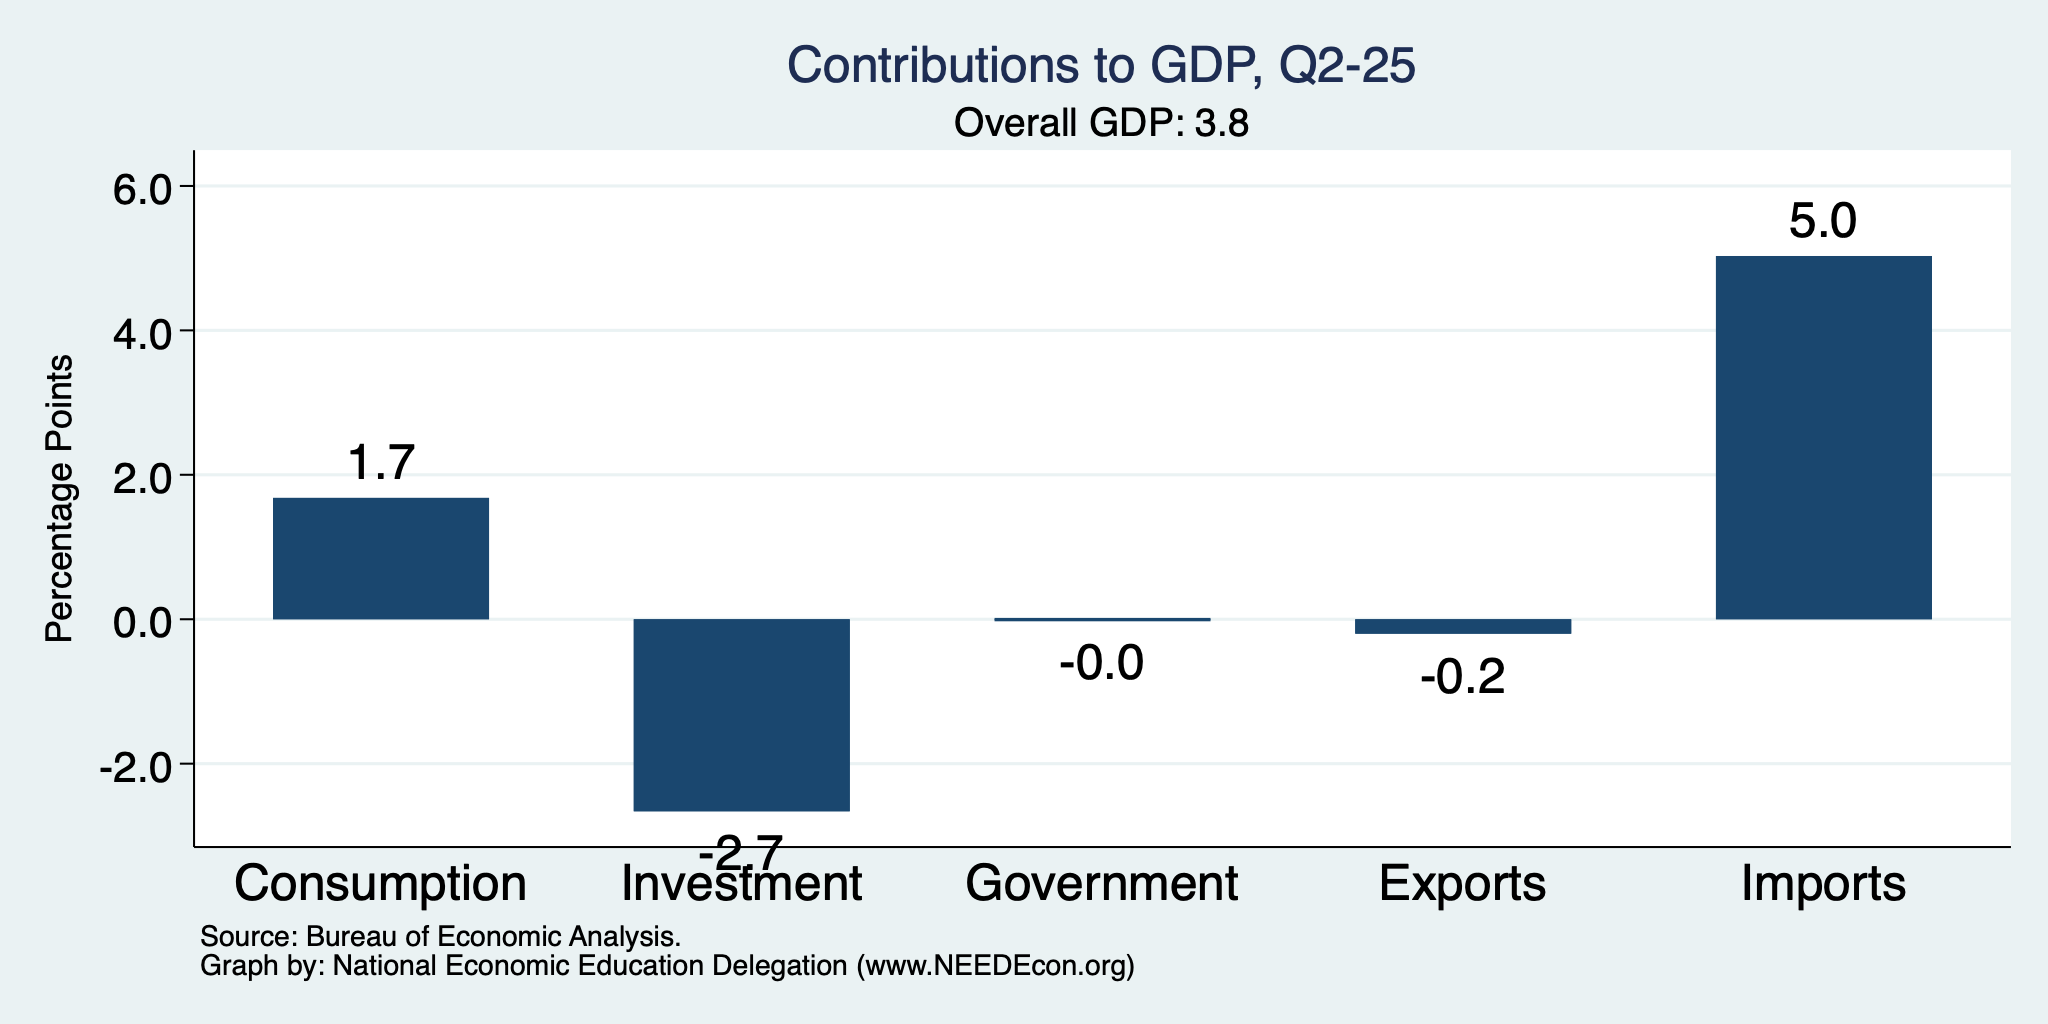 Contributions to GDP, Q2-25
Overall GDP: 3.8
Percentage Points
6.0
4.0
2.0
0.0
-2.0
1.7
-2.7
-0.0
-0.2
5.0
Consumption
Investment
Government
Exports
Imports
Source: Bureau of Economic Analysis.
Graph by: National Economic Education Delegation (www.NEEDEcon.org)